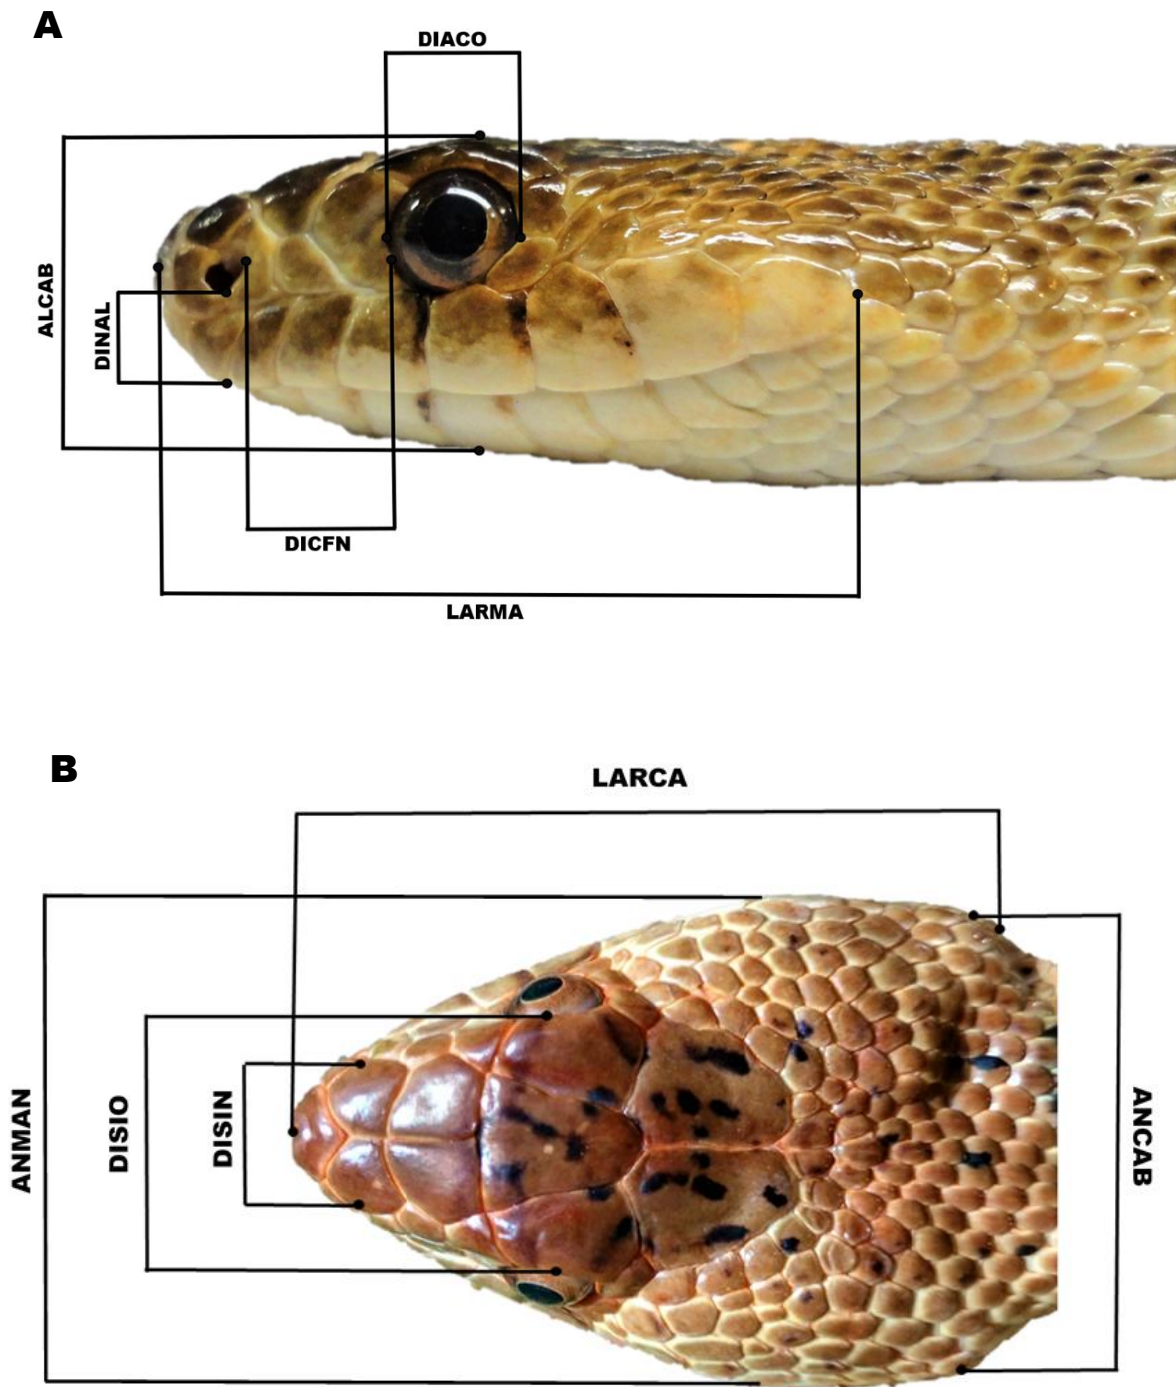 A
DIACO
ALCAB
DINAL
DICFN
LARMA
B
LARCA
ANMAN
DISIO
DISIN
ANCAB